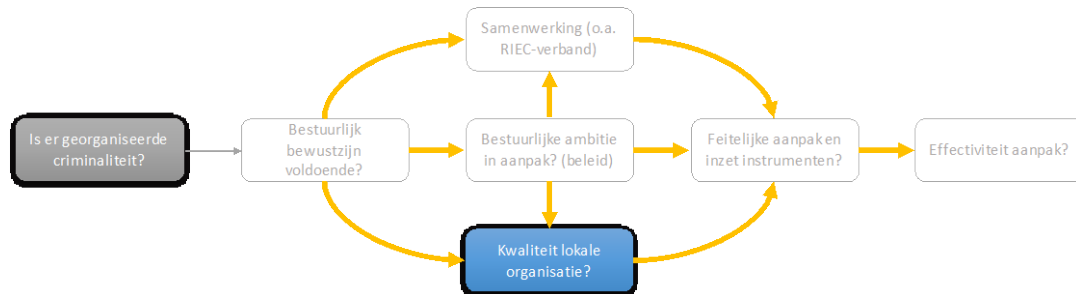 Samenwerking (o.a.
RIEC-verband)
Is er georganiseerde
criminaliteit?
Bestuurlijk
bewustzijn
voldoende?
Bestuurlijke ambitie
in aanpak? (beleid)
Feitelijke aanpak en
inzet instrumenten?
Effectiviteit aanpak?
Kwaliteit lokale
organisatie?